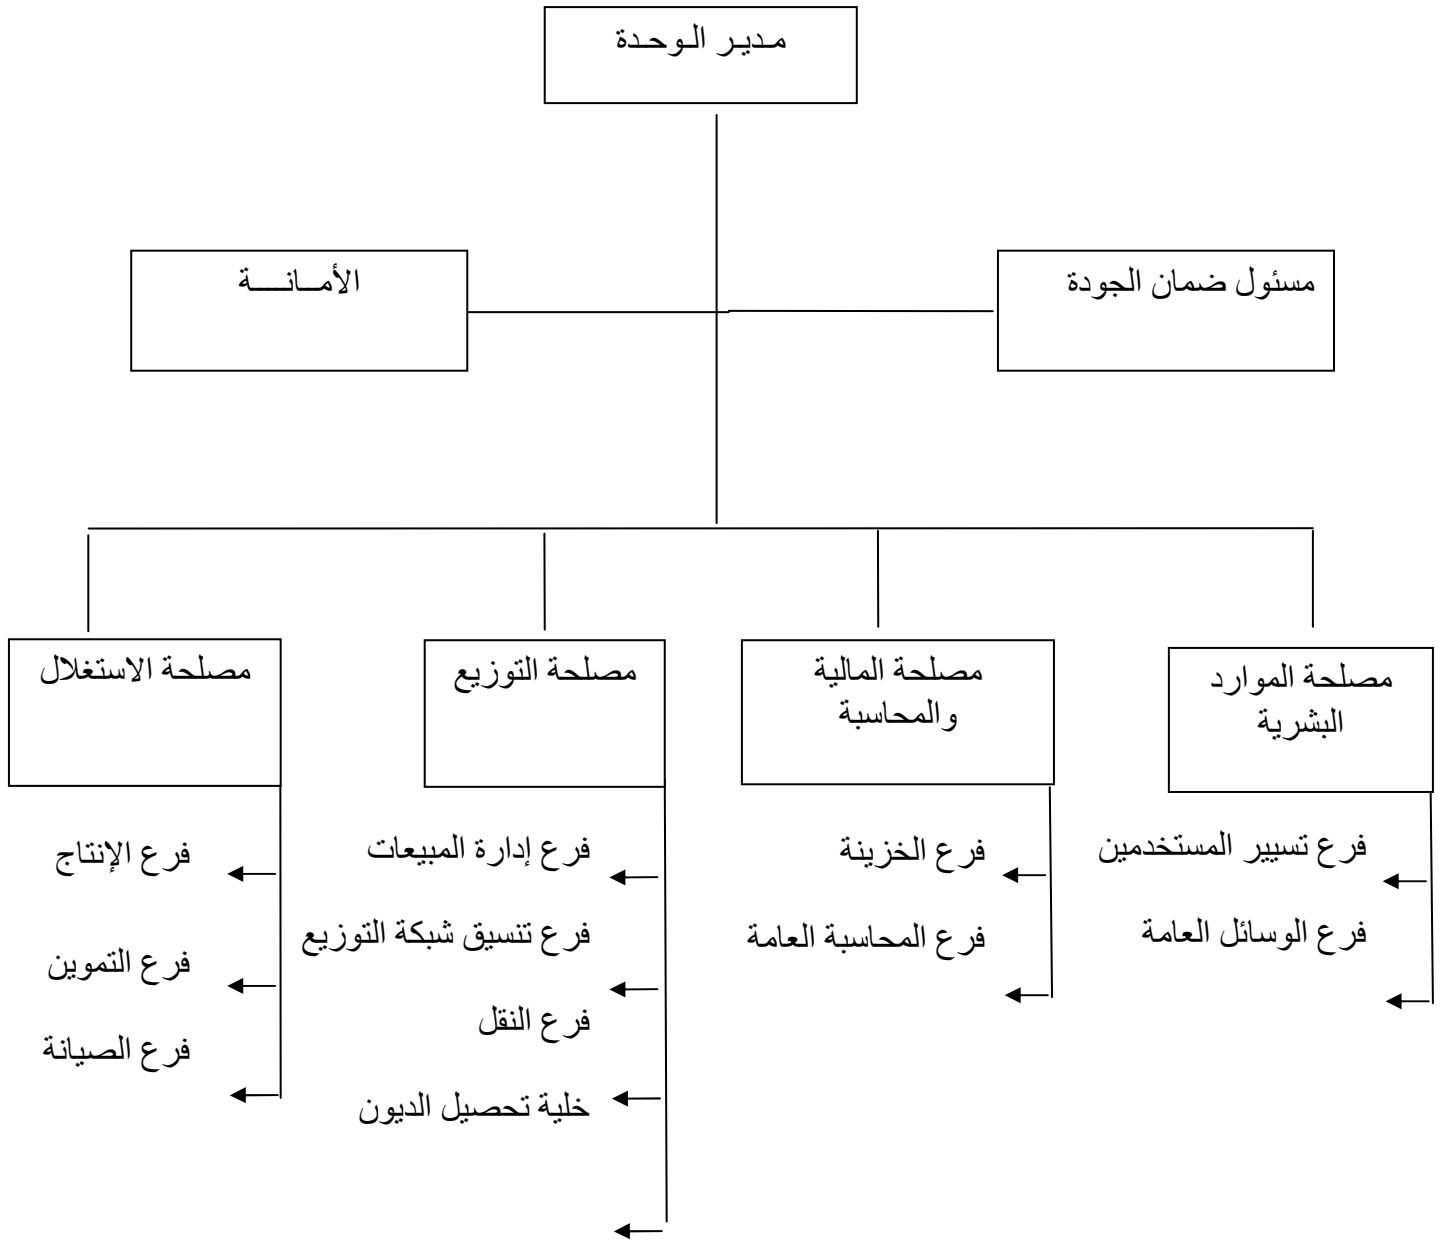 مـديـر الـوحـدة
مسئول ضمان الجودة
الأمــانــــة
مصلحة الموارد
البشرية
مصلحة المالية
والمحاسبة
مصلحة التوزيع
مصلحة الاستغلال
فرع تسيير المستخدمين
فرع الوسائل العامة
فرع الخزينة
فرع المحاسبة العامة
فرع إدارة المبيعات
فرع تنسيق شبكة التوزيع
فرع النقل
خلية تحصيل الديون
فرع الإنتاج
فرع التموين
فرع الصيانة